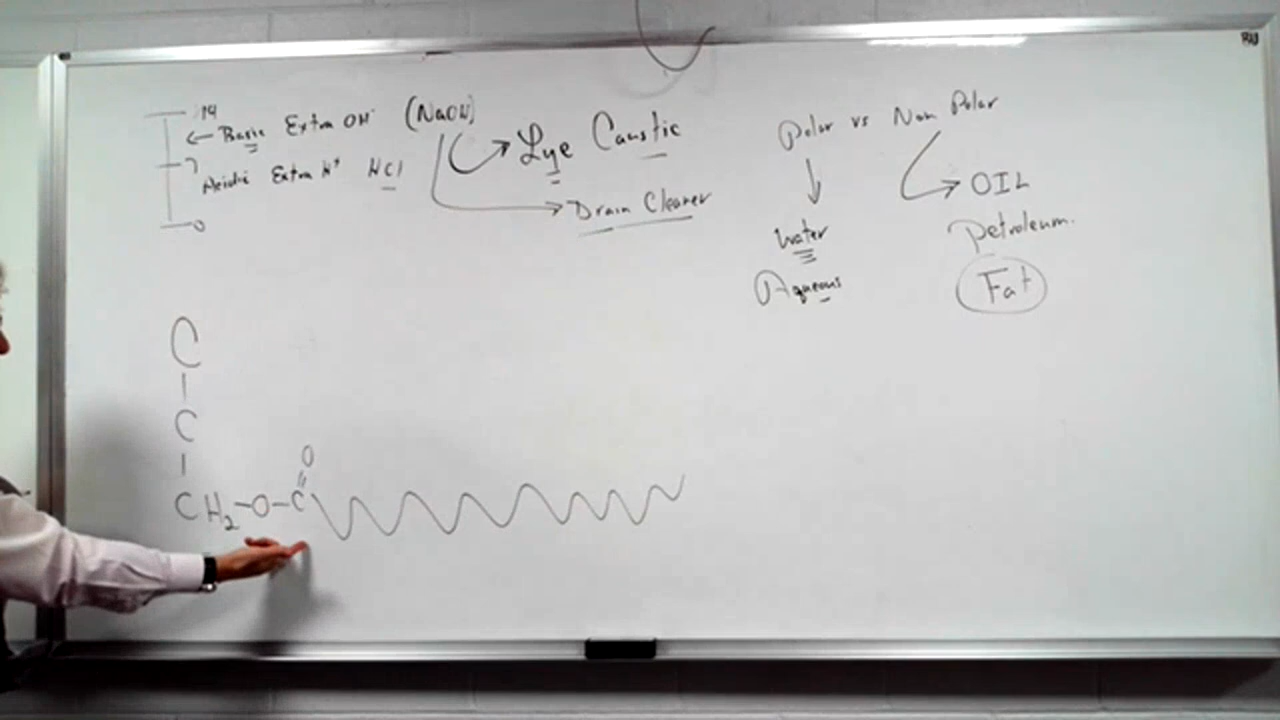 14
← Basic Extra OH⁻ (NaOH)
7
Acidic Extra H⁺ HCl
0
Lye Caustic
Drain Cleaner
Polar vs Non Polar
Water
Aqueous
OIL
Petroleum.
Fat
C
C
O
CH₂-O-C